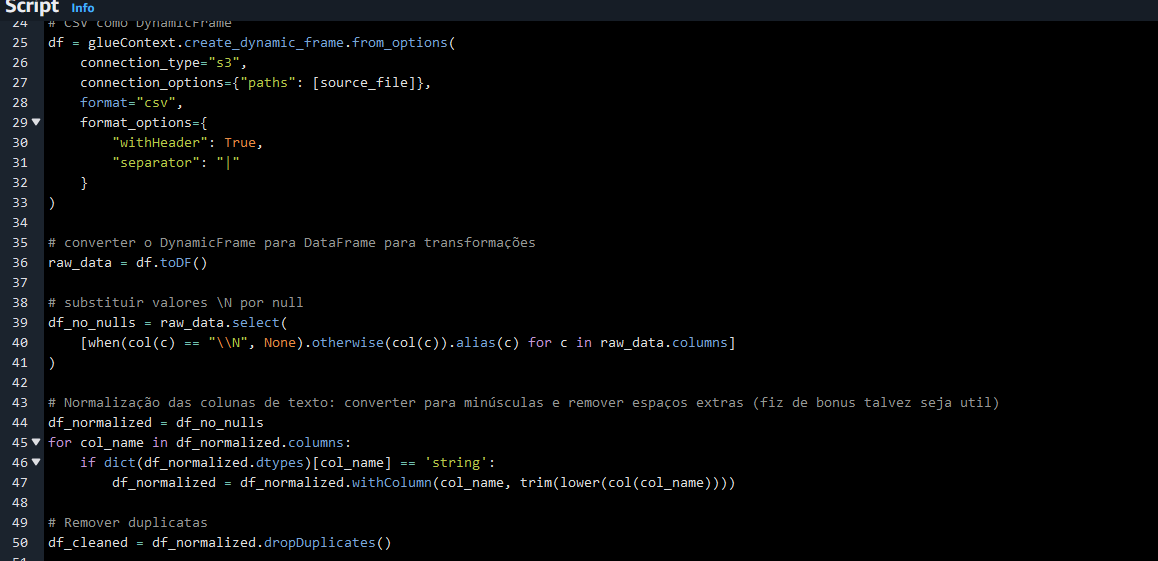 Script Info
24 # CSV como DynamicFrame
25 df = glueContext.create_dynamic_frame.from_options(
26     connection_type="s3",
27     connection_options={"paths": [source_file]},
28     format="csv",
29     format_options={
30         "withHeader": True,
31         "separator": "|"
32     }
33 )
34
35 # converter o DynamicFrame para DataFrame para transformações
36 raw_data = df.toDF()
37
38 # substituir valores \N por null
39 df_no_nulls = raw_data.select(
40     [when(col(c) == "\\N", None).otherwise(col(c)).alias(c) for c in raw_data.columns]
41 )
42
43 # Normalização das colunas de texto: converter para minúsculas e remover espaços extras (fiz de bonus talvez seja util)
44 df_normalized = df_no_nulls
45 for col_name in df_normalized.columns:
46     if dict(df_normalized.dtypes)[col_name] == 'string':
47         df_normalized = df_normalized.withColumn(col_name, trim(lower(col(col_name))))
48
49 # Remover duplicatas
50 df_cleaned = df_normalized.dropDuplicates()
51